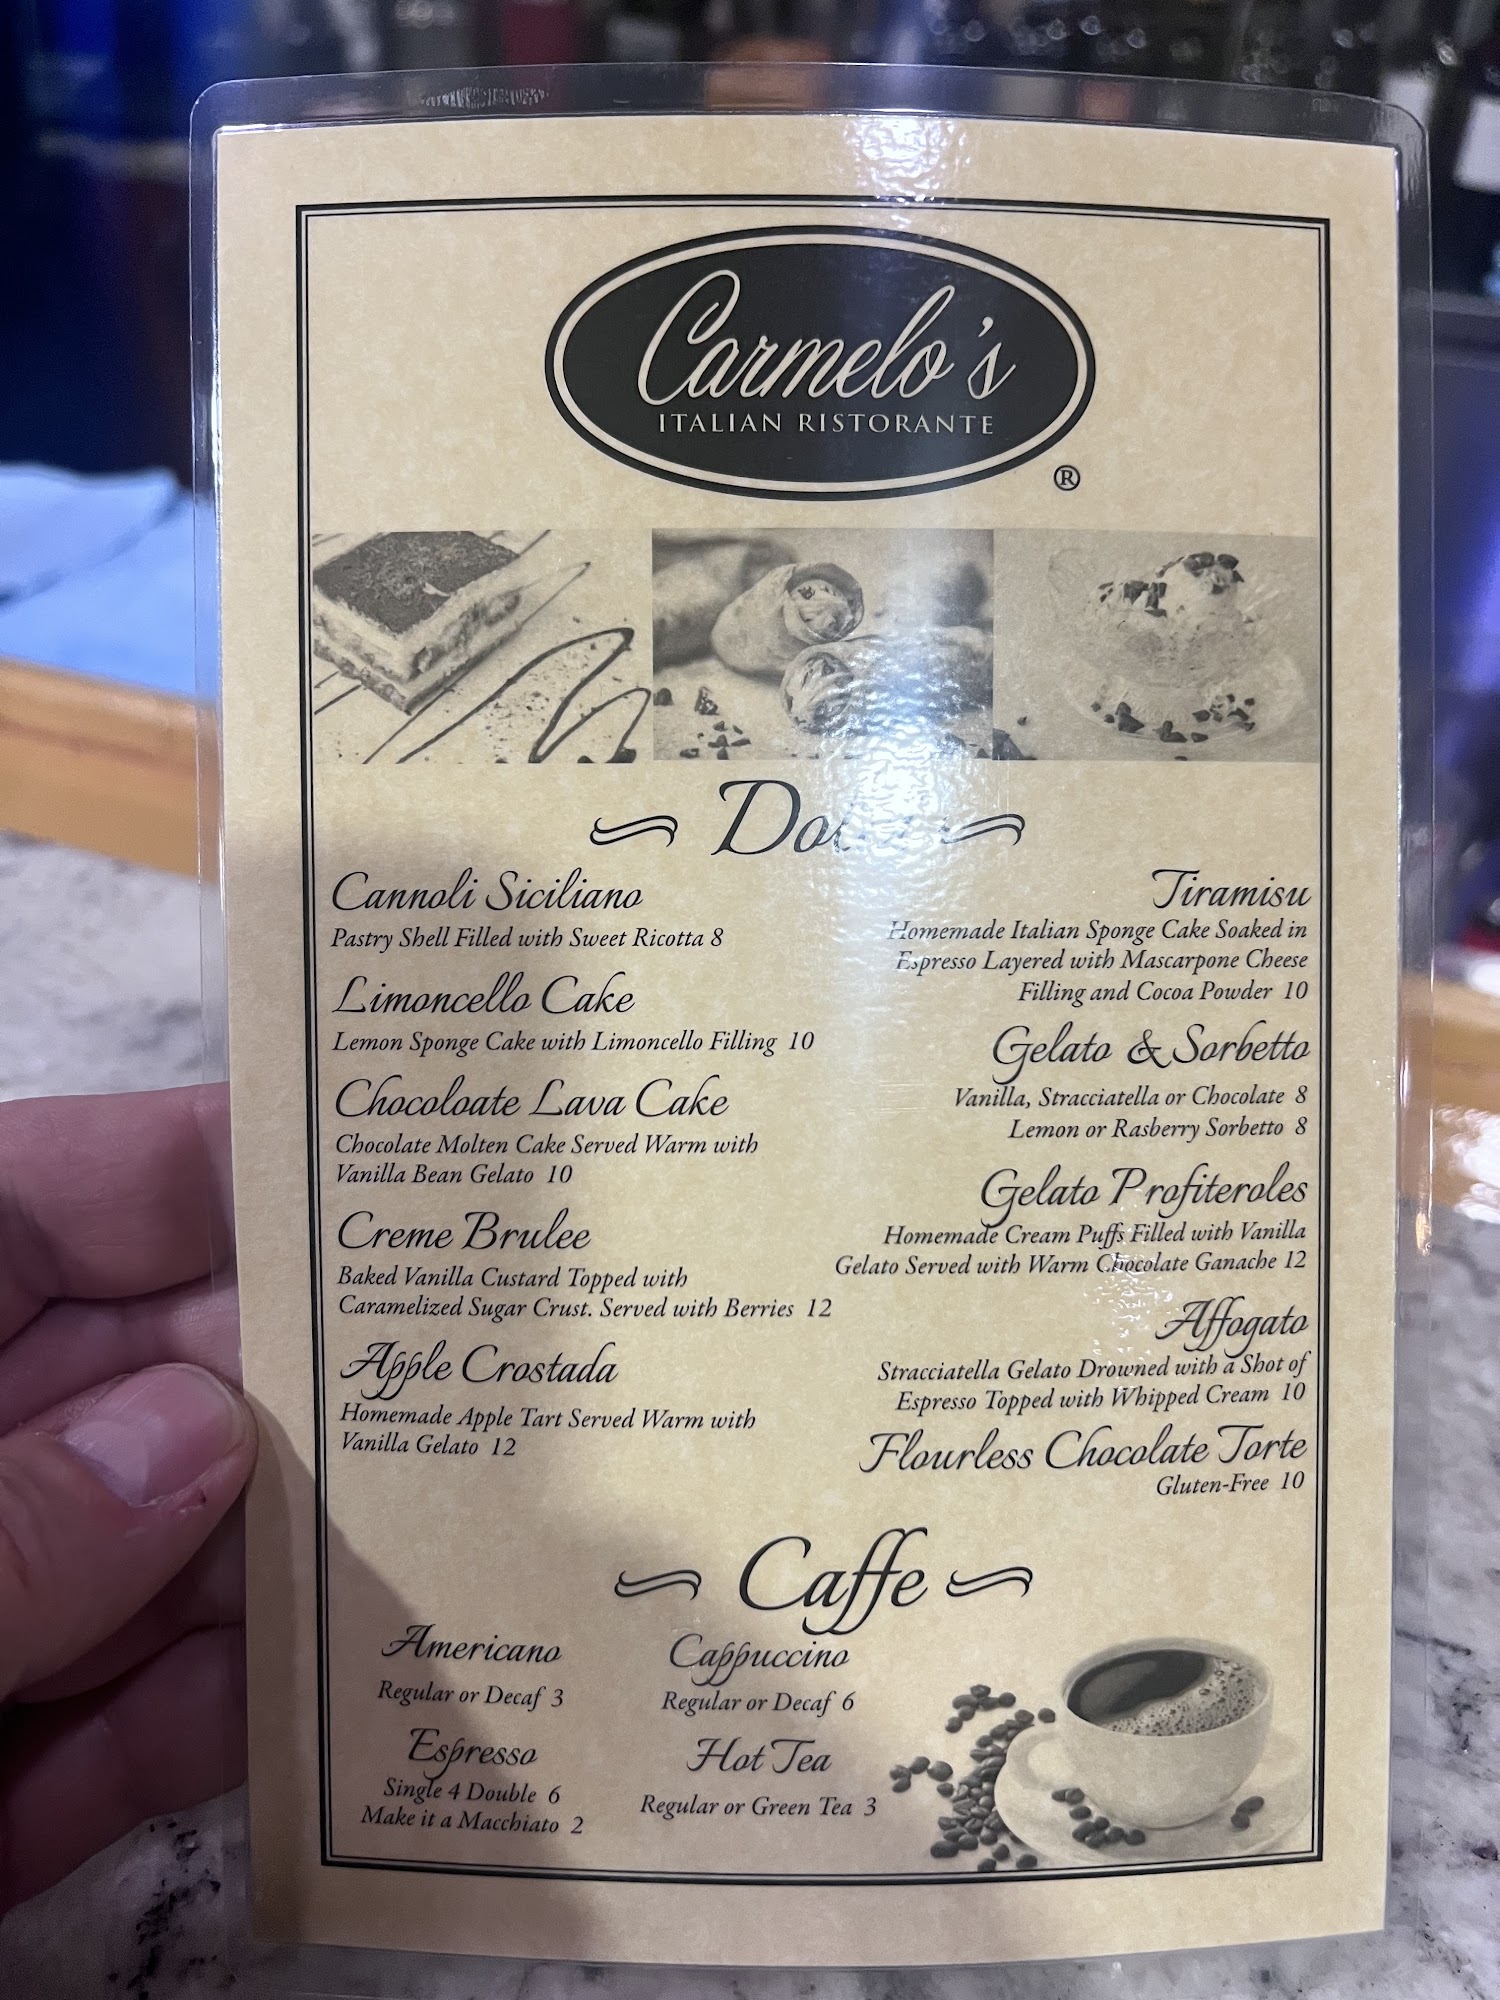 Carmelo's
ITALIAN RISTORANTE
®
Cannoli Siciliano
Pastry Shell Filled with Sweet Ricotta 8
Limoncello Cake
Lemon Sponge Cake with Limoncello Filling 10
Chocoloate Lava Cake
Chocolate Molten Cake Served Warm with
Vanilla Bean Gelato 10
Creme Brulee
Baked Vanilla Custard Topped with
Caramelized Sugar Crust. Served with Berries 12
Apple Crostada
Homemade Apple Tart Served Warm with
Vanilla Gelato 12
Tiramisu
Homemade Italian Sponge Cake Soaked in
Espresso Layered with Mascarpone Cheese
Filling and Cocoa Powder 10
Gelato & Sorbetto
Vanilla, Stracciatella or Chocolate 8
Lemon or Rasberry Sorbetto 8
Gelato Profiteroles
Homemade Cream Puffs Filled with Vanilla
Gelato Served with Warm Chocolate Ganache 12
Affogato
Stracciatella Gelato Drowned with a Shot of
Espresso Topped with Whipped Cream 10
Flourless Chocolate Torte
Gluten-Free 10
Caffe
Americano
Regular or Decaf 3
Espresso
Single 4 Double 6
Make it a Macchiato 2
Cappuccino
Regular or Decaf 6
Hot Tea
Regular or Green Tea 3